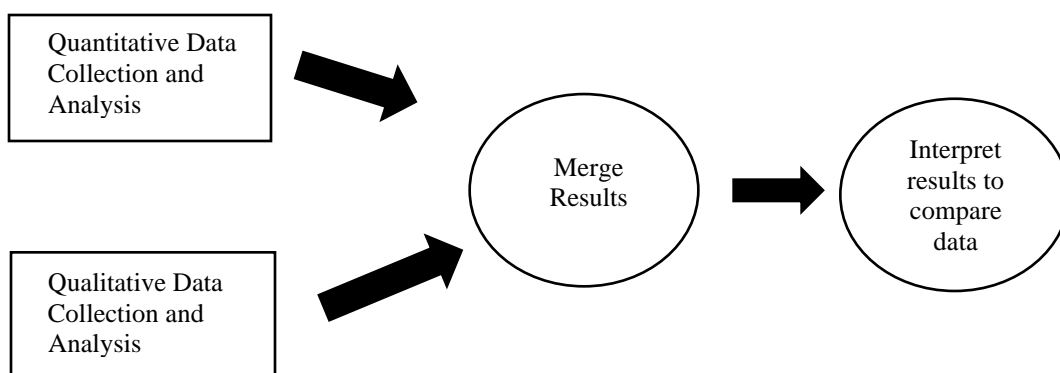 Quantitative Data
Collection and
Analysis
Merge
Results
Interpret
results to
compare
data
Qualitative Data
Collection and
Analysis